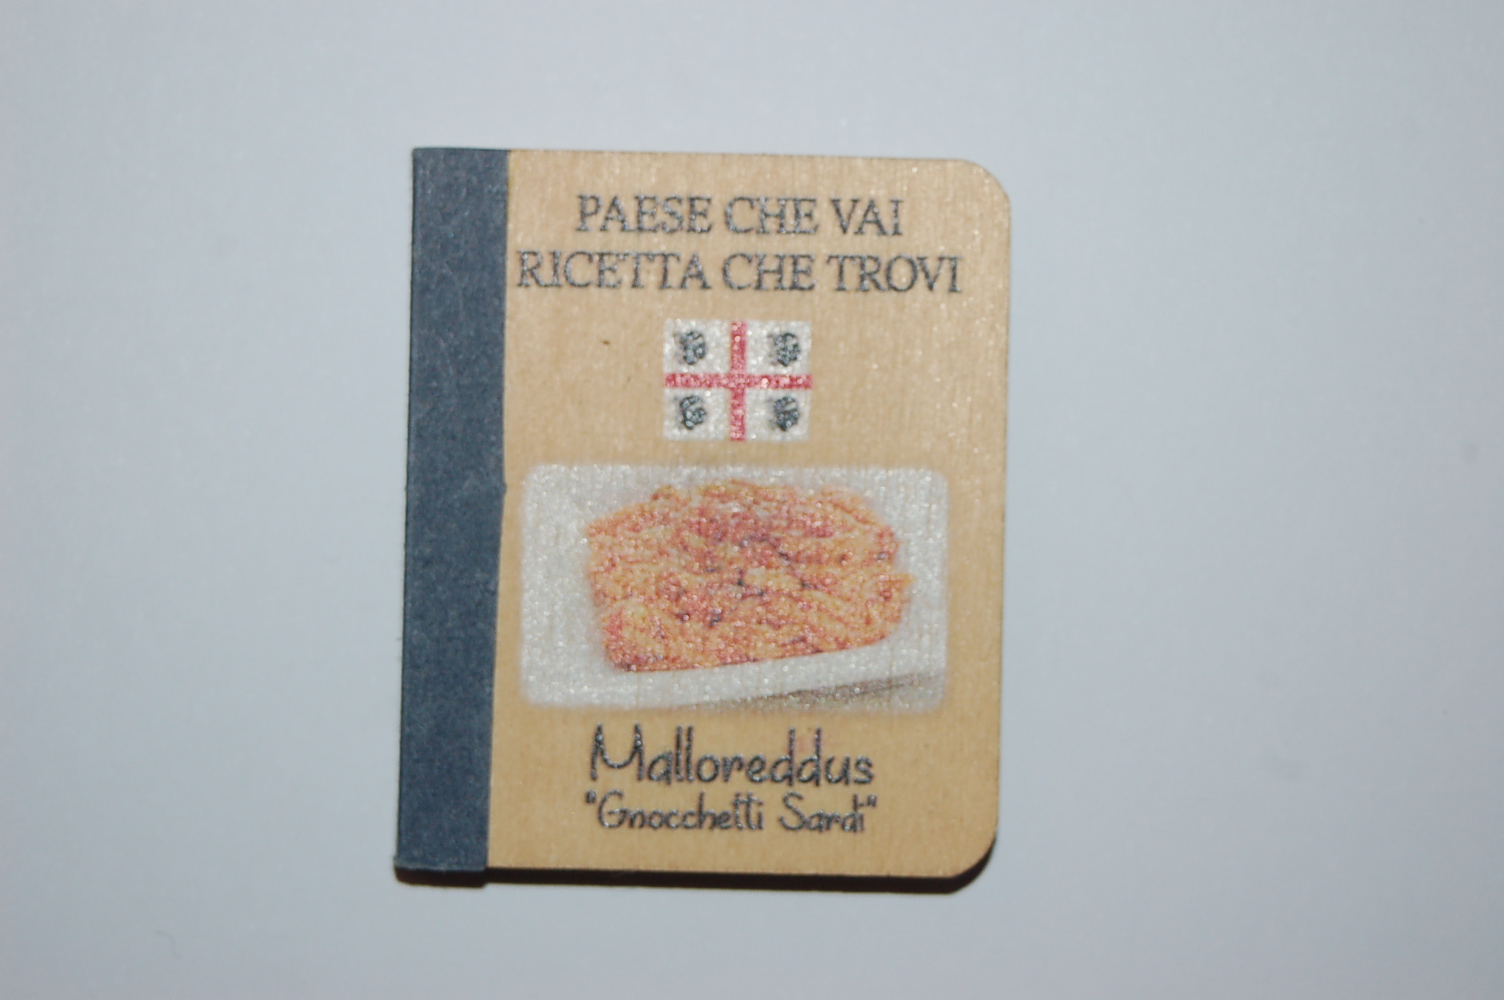 PAESE CHE VAI
RICETTA CHE TROVI
Malloreddus
"Gnocchetti Sardi"